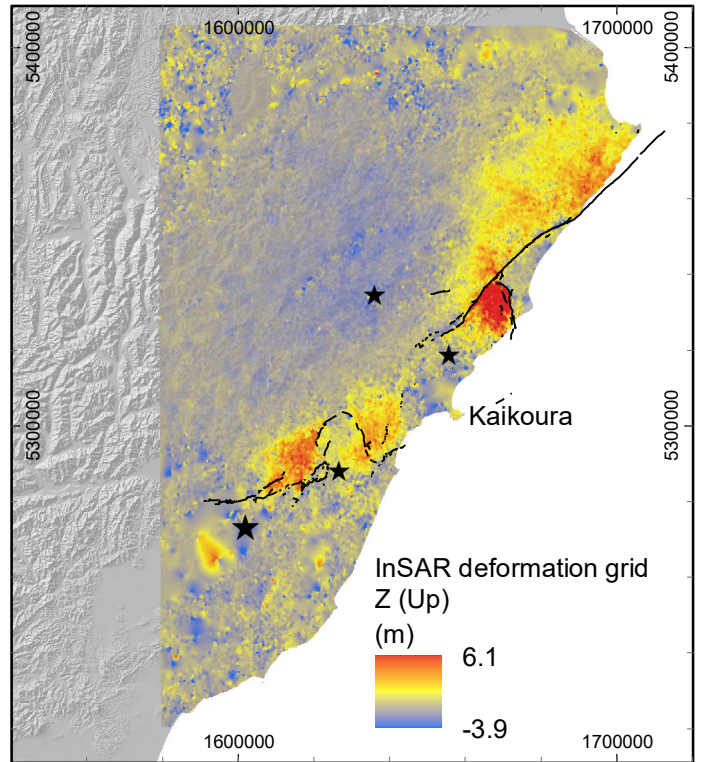 1600000 1700000
5400000 5400000
Kaikoura
5300000 5300000
InSAR deformation grid
Z (Up)
(m)
6.1
-3.9
1600000 1700000